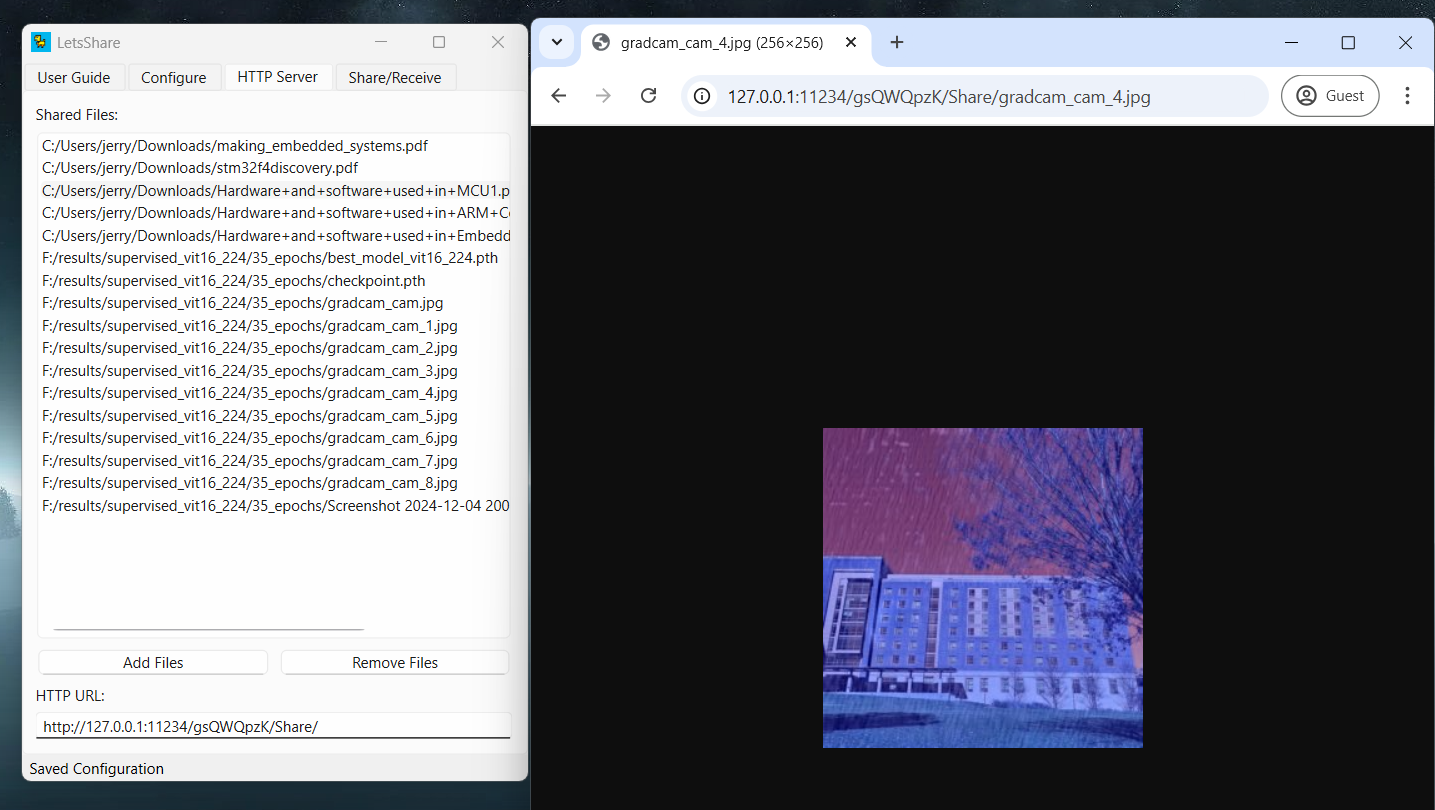 LetsShare
User Guide
Configure
HTTP Server
Share/Receive
Shared Files:
C:/Users/jerry/Downloads/making_embedded_systems.pdf
C:/Users/jerry/Downloads/stm32f4discovery.pdf
C:/Users/jerry/Downloads/Hardware+and+software+used+in+MCU1.p
C:/Users/jerry/Downloads/Hardware+and+software+used+in+ARM+Co
C:/Users/jerry/Downloads/Hardware+and+software+used+in+Embedd
F:/results/supervised_vit16_224/35_epochs/best_model_vit16_224.pth
F:/results/supervised_vit16_224/35_epochs/checkpoint.pth
F:/results/supervised_vit16_224/35_epochs/gradcam_cam.jpg
F:/results/supervised_vit16_224/35_epochs/gradcam_cam_1.jpg
F:/results/supervised_vit16_224/35_epochs/gradcam_cam_2.jpg
F:/results/supervised_vit16_224/35_epochs/gradcam_cam_3.jpg
F:/results/supervised_vit16_224/35_epochs/gradcam_cam_4.jpg
F:/results/supervised_vit16_224/35_epochs/gradcam_cam_5.jpg
F:/results/supervised_vit16_224/35_epochs/gradcam_cam_6.jpg
F:/results/supervised_vit16_224/35_epochs/gradcam_cam_7.jpg
F:/results/supervised_vit16_224/35_epochs/gradcam_cam_8.jpg
F:/results/supervised_vit16_224/35_epochs/Screenshot 2024-12-04 200
Add Files
Remove Files
HTTP URL:
http://127.0.0.1:11234/gsQWQpzK/Share/
Saved Configuration
gradcam_cam_4.jpg (256×256)
127.0.0.1:11234/gsQWQpzK/Share/gradcam_cam_4.jpg
Guest